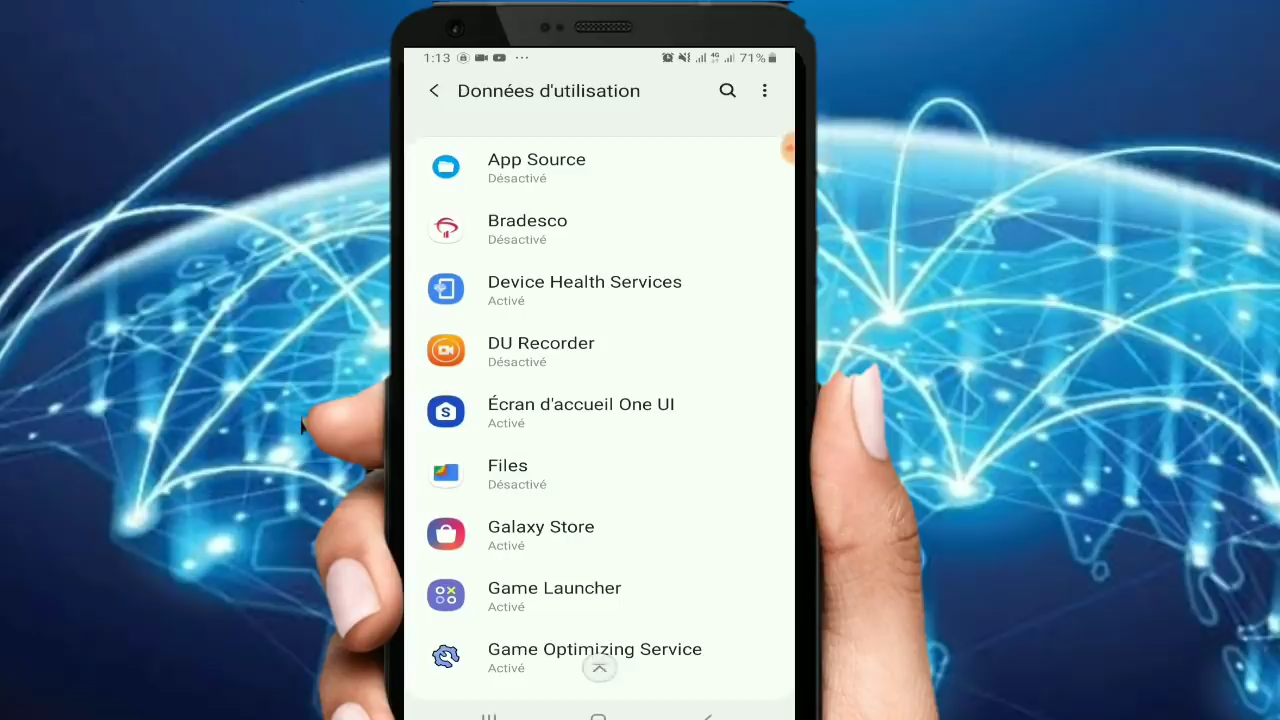 1:13 ... 4G 71%
Données d'utilisation
App Source
Désactivé
Bradesco
Désactivé
Device Health Services
Activé
DU Recorder
Désactivé
Écran d'accueil One UI
S
Activé
Files
Désactivé
Galaxy Store
Activé
Game Launcher
Activé
Game Optimizing Service
Activé